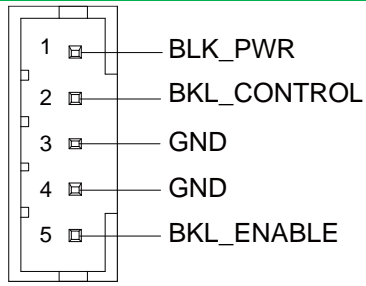 1 BLK_PWR
2 BKL_CONTROL
3 GND
4 GND
5 BKL_ENABLE